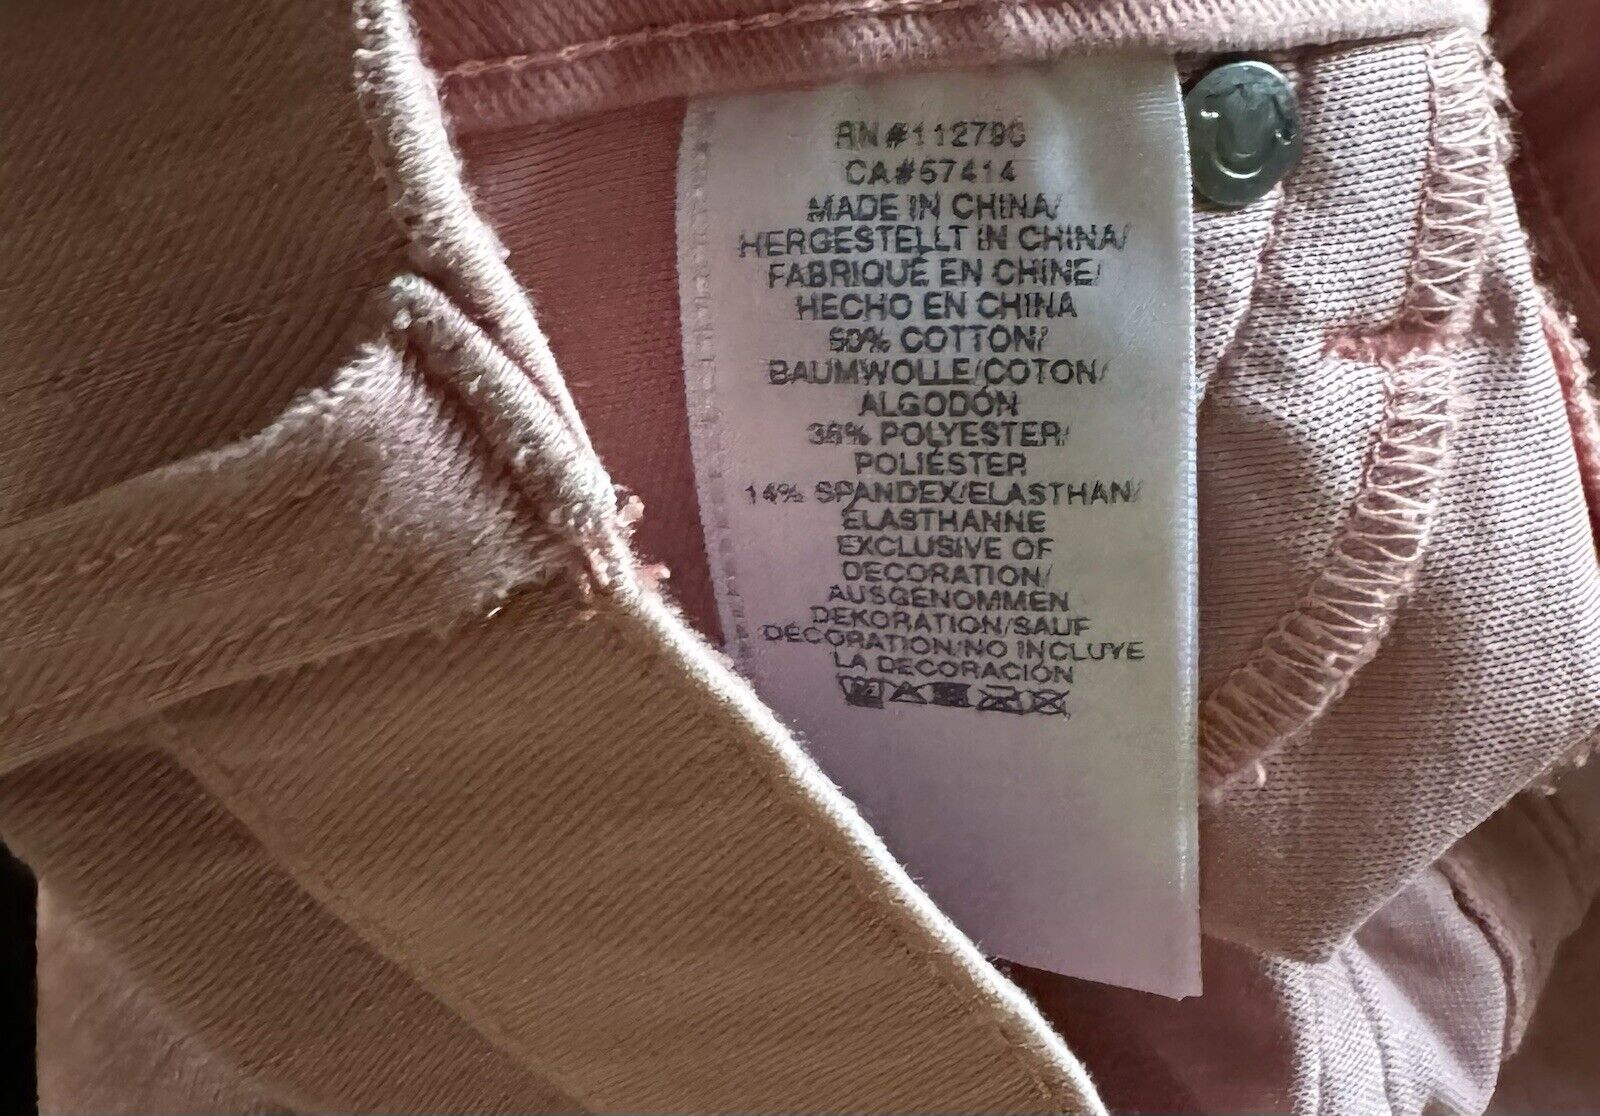 RN#112790
CA#57414
MADE IN CHINA/
HERGESTELLT IN CHINA/
FABRIQUÉ EN CHINE/
HECHO EN CHINA
50% COTTON/
BAUMWOLLE/COTON/
ALGODÓN
36% POLYESTER/
POLIÉSTER
14% SPANDEX/ELASTHAN/
ÉLASTHANNE
EXCLUSIVE OF
DECORATION/
AUSGENOMMEN
DEKORATION/SAUF
DÉCORATION/NO INCLUYE
LA DECORACIÓN